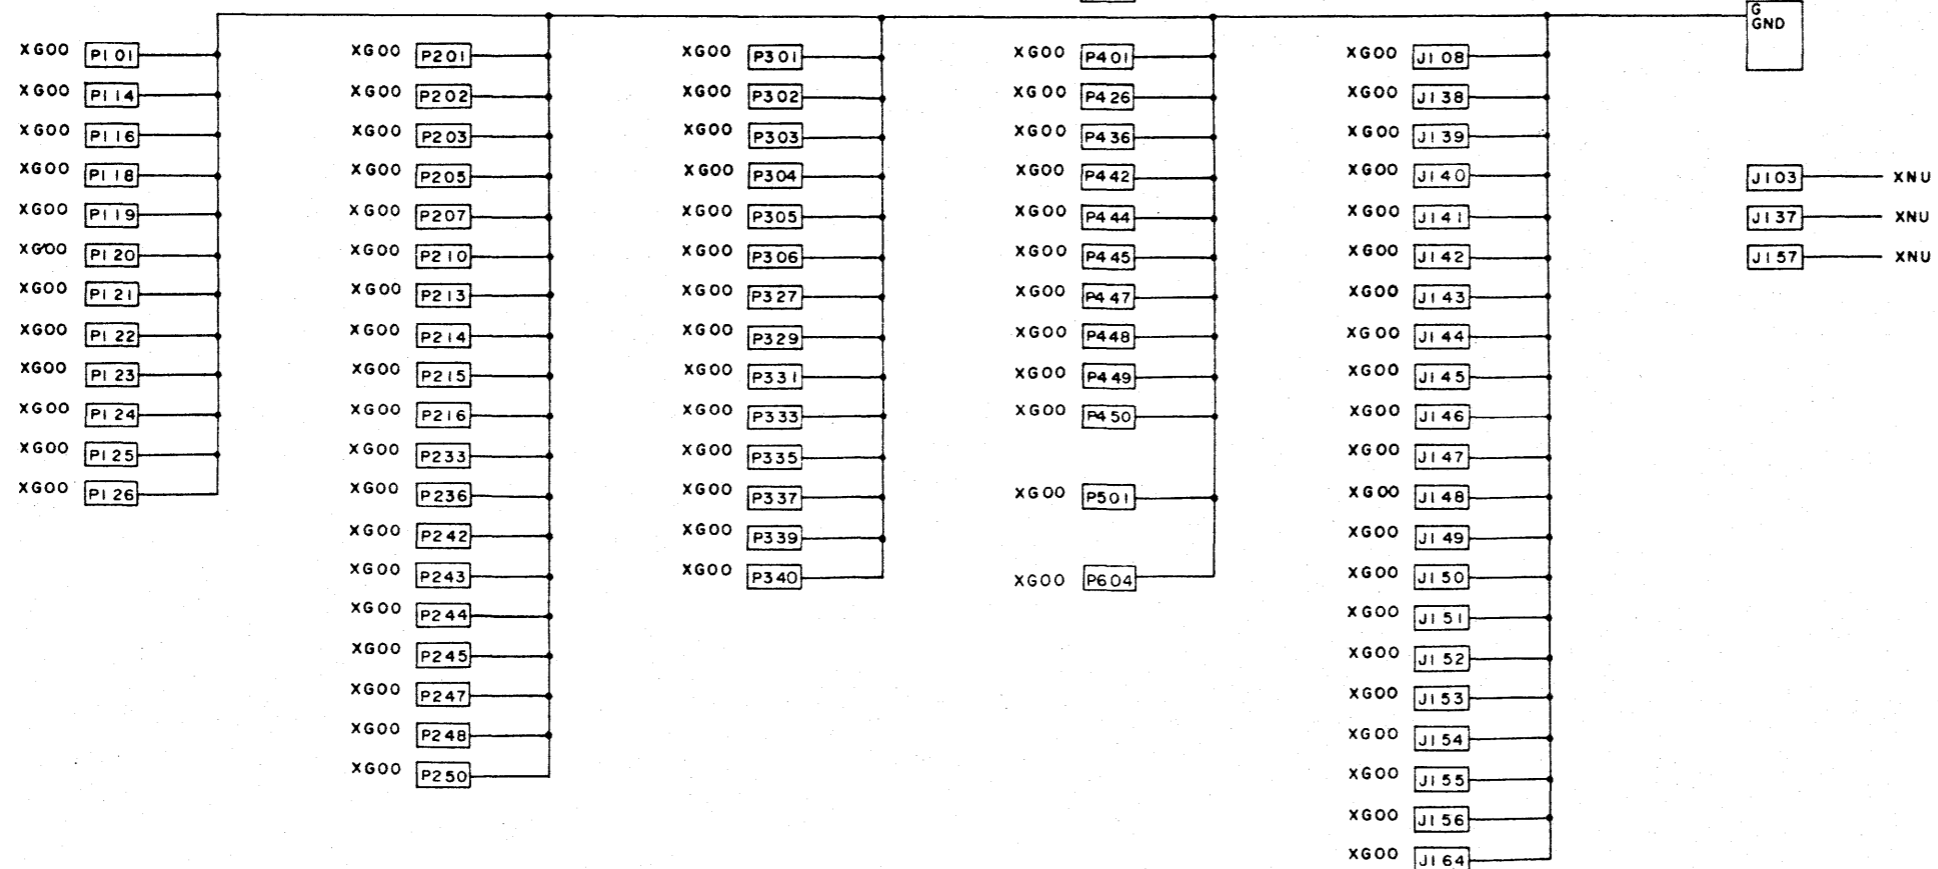 G
GND
XG00 P101
XG00 P114
XG00 P116
XG00 P118
XG00 P119
XG00 P120
XG00 P121
XG00 P122
XG00 P123
XG00 P124
XG00 P125
XG00 P126
XG00 P201
XG00 P202
XG00 P203
XG00 P205
XG00 P207
XG00 P210
XG00 P213
XG00 P214
XG00 P215
XG00 P216
XG00 P233
XG00 P236
XG00 P242
XG00 P243
XG00 P244
XG00 P245
XG00 P247
XG00 P248
XG00 P250
XG00 P301
XG00 P302
XG00 P303
XG00 P304
XG00 P305
XG00 P306
XG00 P327
XG00 P329
XG00 P331
XG00 P333
XG00 P335
XG00 P337
XG00 P339
XG00 P340
XG00 P401
XG00 P426
XG00 P436
XG00 P442
XG00 P444
XG00 P445
XG00 P447
XG00 P448
XG00 P449
XG00 P450
XG00 P501
XG00 P604
XG00 J108
XG00 J138
XG00 J139
XG00 J140
XG00 J141
XG00 J142
XG00 J143
XG00 J144
XG00 J145
XG00 J146
XG00 J147
XG00 J148
XG00 J149
XG00 J150
XG00 J151
XG00 J152
XG00 J153
XG00 J154
XG00 J155
XG00 J156
XG00 J164
J103 XNU
J137 XNU
J157 XNU